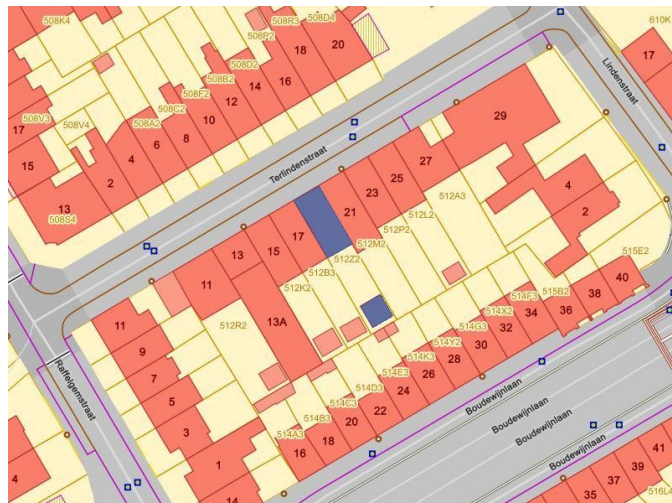 508K4
508R3
508D4
610K
508P2
18
20
17
508D2
16
508B2
14
508F2
12
508C2
10
508V3
508V4
508A2
8
6
17
4
15
2
13
508S4
Lindenstraat
Terlindenstraat
29
27
25
23
21
17
15
13
11
512A3
512L2
512P2
512M2
512Z2
512B3
512K2
13A
512R2
4
2
515E2
40
38
36
515B2
34
514F3
32
514X2
30
514G3
28
514Y2
26
514K3
24
514E3
22
514D3
20
514C3
18
514B3
16
514A3
11
9
7
5
3
1
14
Raffelgemstraat
4
Boudewijnlaan
Boudewijnlaan
Boudewijnlaan
Boudewijnlaan
41
39
37
35
516L4